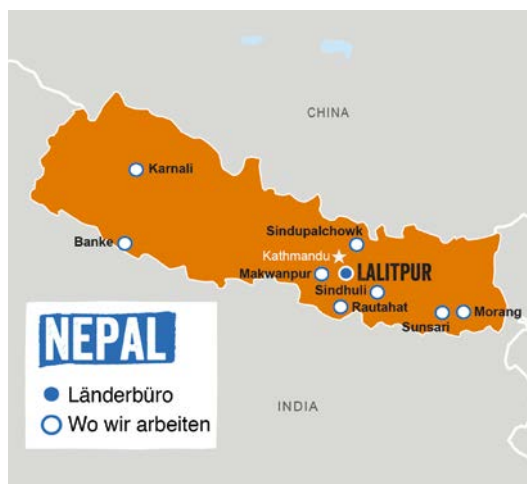 CHINA
Karnali
Sindupalchowk
Banke
Kathmandu
Makwanpur
LALITPUR
Sindhuli
Rautahat
Morang
Sunsari
NEPAL
Länderbüro
Wo wir arbeiten
INDIA